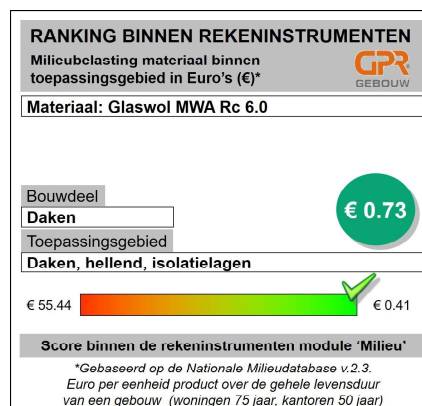 RANKING BINNEN REKENINSTRUMENTEN
Milieubelasting materiaal binnen
toepassingsgebied in Euro's (€)*
GPR
GEBOUW
Materiaal: Glaswol MWA Rc 6.0
Bouwdeel
Daken
€ 0.73
Toepassingsgebied
Daken, hellend, isolatielagen
€ 55.44
€ 0.41
Score binnen de rekeninstrumenten module 'Milieu'
*Gebaseerd op de Nationale Milieudatabase v.2.3.
Euro per eenheid product over de gehele levensduur
van een gebouw (woningen 75 jaar, kantoren 50 jaar)